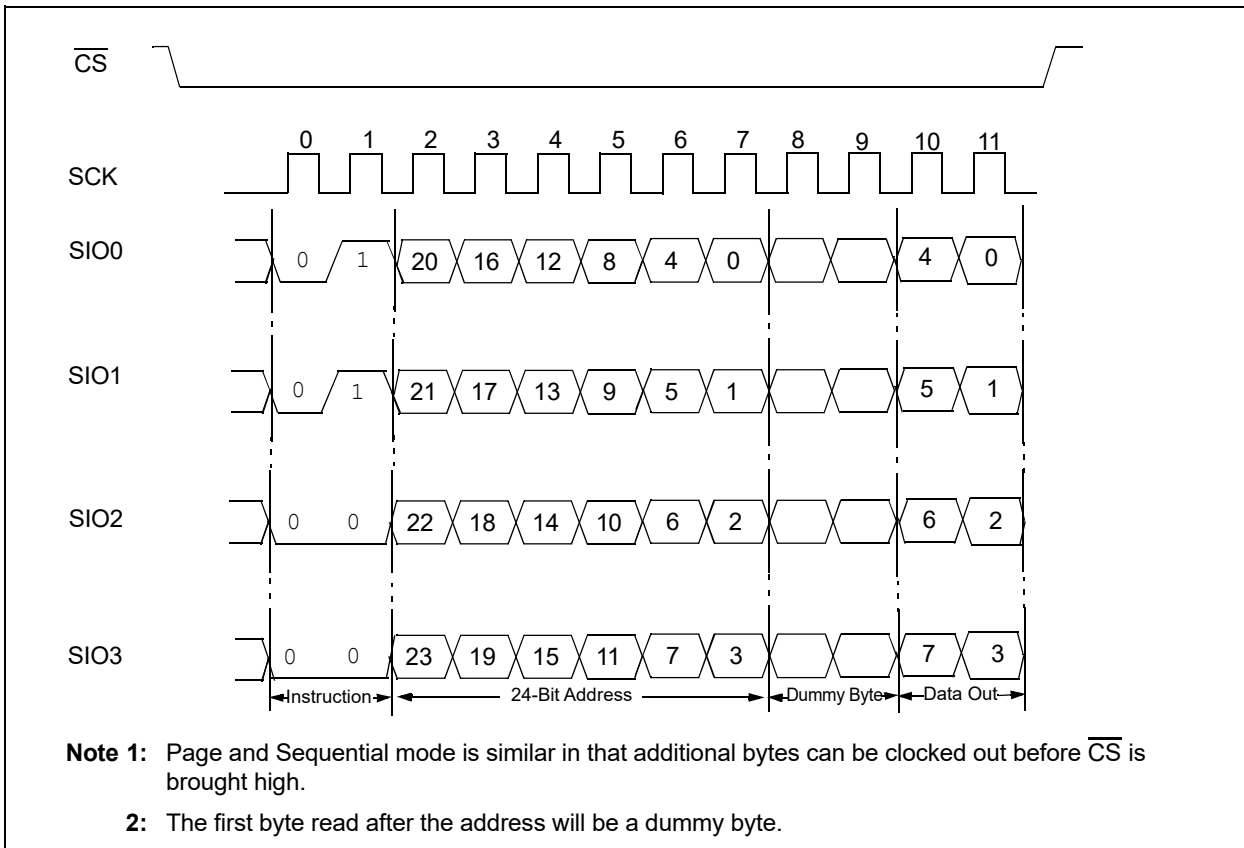 CS
0 1 2 3 4 5 6 7 8 9 10 11
SCK
SIO0 0 1 20 16 12 8 4 0 4 0
SIO1 0 1 21 17 13 9 5 1 5 1
SIO2 0 0 22 18 14 10 6 2 6 2
SIO3 0 0 23 19 15 11 7 3 7 3
Instruction 24-Bit Address Dummy Byte Data Out
Note 1: Page and Sequential mode is similar in that additional bytes can be clocked out before CS is
brought high.
2: The first byte read after the address will be a dummy byte.